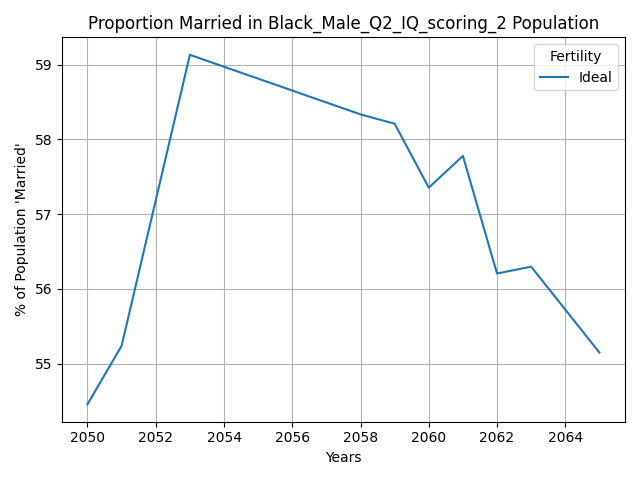 Proportion Married in Black_Male_Q2_IQ_scoring_2 Population
Fertility
Ideal
59
58
57
56
55
% of Population 'Married'
2050 2052 2054 2056 2058 2060 2062 2064
Years